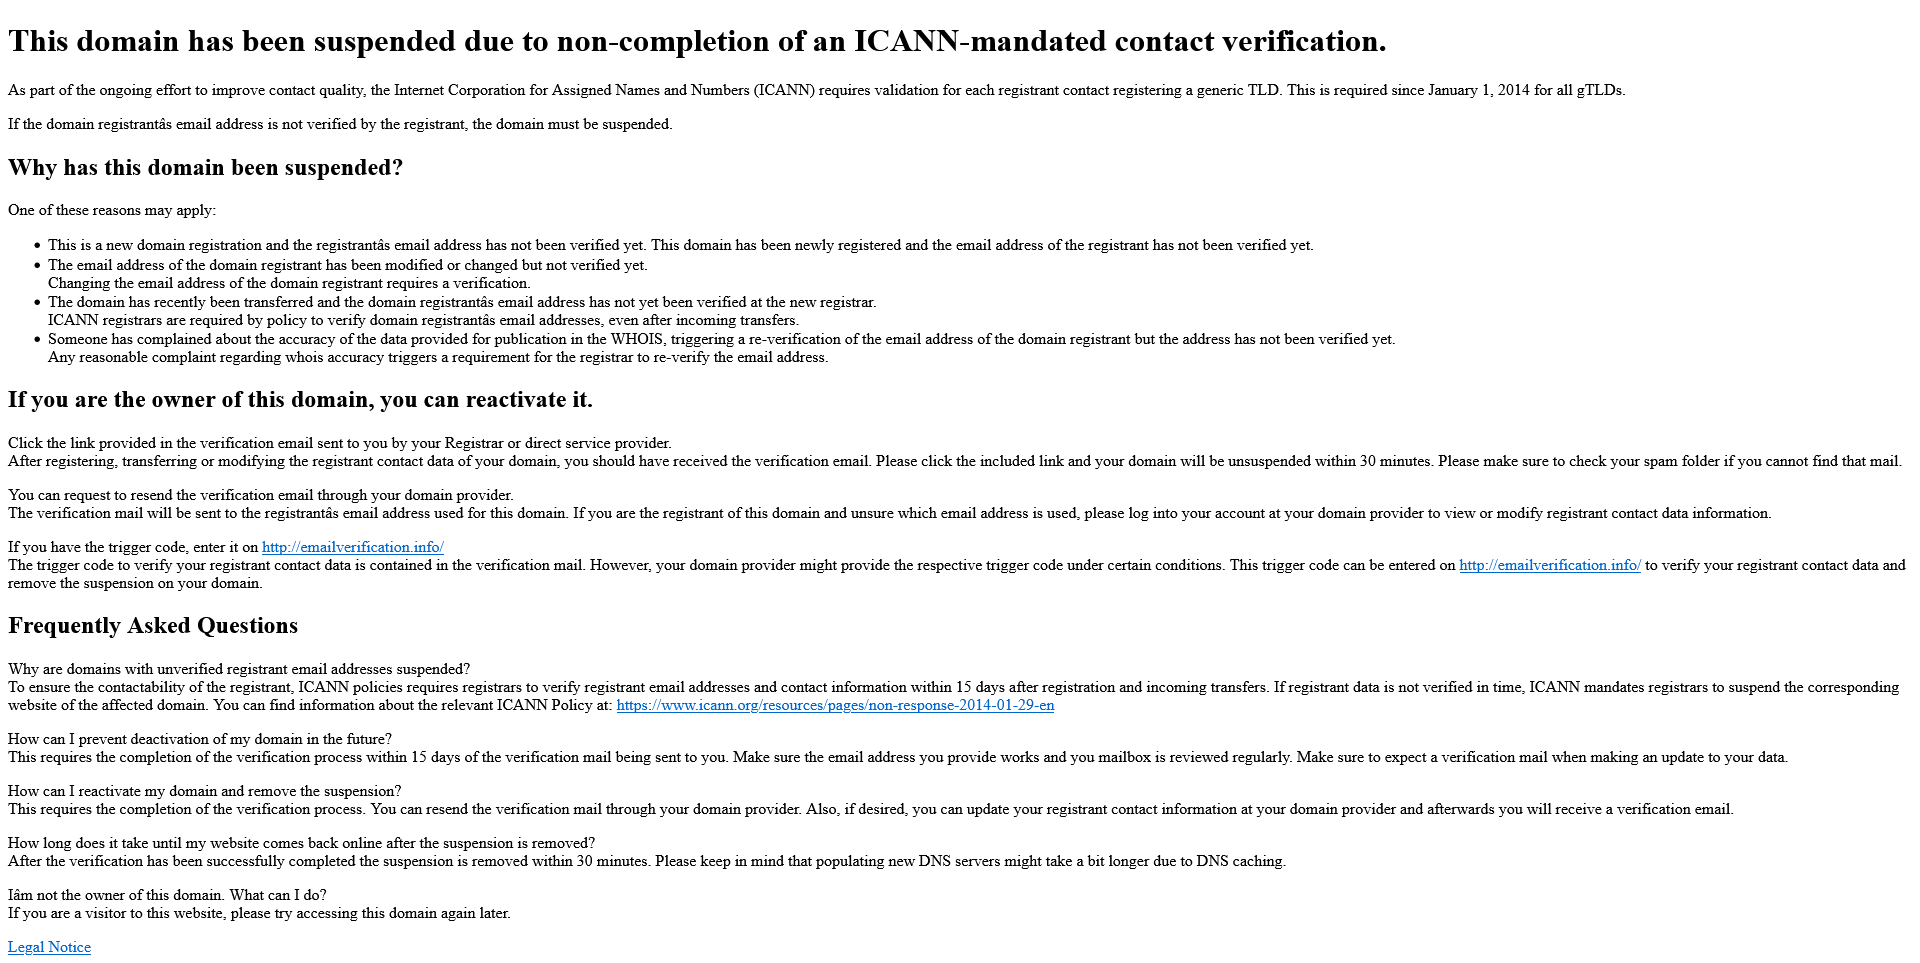 This domain has been suspended due to non-completion of an ICANN-mandated contact verification.
As part of the ongoing effort to improve contact quality, the Internet Corporation for Assigned Names and Numbers (ICANN) requires validation for each registrant contact registering a generic TLD. This is required since January 1, 2014 for all gTLDs.
If the domain registrantâs email address is not verified by the registrant, the domain must be suspended.
Why has this domain been suspended?
One of these reasons may apply:
• This is a new domain registration and the registrantâs email address has not been verified yet. This domain has been newly registered and the email address of the registrant has not been verified yet.
• The email address of the domain registrant has been modified or changed but not verified yet.
Changing the email address of the domain registrant requires a verification.
• The domain has recently been transferred and the domain registrantâs email address has not yet been verified at the new registrar.
ICANN registrars are required by policy to verify domain registrantâs email addresses, even after incoming transfers.
• Someone has complained about the accuracy of the data provided for publication in the WHOIS, triggering a re-verification of the email address of the domain registrant but the address has not been verified yet.
Any reasonable complaint regarding whois accuracy triggers a requirement for the registrar to re-verify the email address.
If you are the owner of this domain, you can reactivate it.
Click the link provided in the verification email sent to you by your Registrar or direct service provider.
After registering, transferring or modifying the registrant contact data of your domain, you should have received the verification email. Please click the included link and your domain will be unsuspended within 30 minutes. Please make sure to check your spam folder if you cannot find that mail.
You can request to resend the verification email through your domain provider.
The verification mail will be sent to the registrantâs email address used for this domain. If you are the registrant of this domain and unsure which email address is used, please log into your account at your domain provider to view or modify registrant contact data information.
If you have the trigger code, enter it on http://emailverification.info/
The trigger code to verify your registrant contact data is contained in the verification mail. However, your domain provider might provide the respective trigger code under certain conditions. This trigger code can be entered on http://emailverification.info/ to verify your registrant contact data and
remove the suspension on your domain.
Frequently Asked Questions
Why are domains with unverified registrant email addresses suspended?
To ensure the contactability of the registrant, ICANN policies requires registrars to verify registrant email addresses and contact information within 15 days after registration and incoming transfers. If registrant data is not verified in time, ICANN mandates registrars to suspend the corresponding
website of the affected domain. You can find information about the relevant ICANN Policy at: https://www.icann.org/resources/pages/non-response-2014-01-29-en
How can I prevent deactivation of my domain in the future?
This requires the completion of the verification process within 15 days of the verification mail being sent to you. Make sure the email address you provide works and you mailbox is reviewed regularly. Make sure to expect a verification mail when making an update to your data.
How can I reactivate my domain and remove the suspension?
This requires the completion of the verification process. You can resend the verification mail through your domain provider. Also, if desired, you can update your registrant contact information at your domain provider and afterwards you will receive a verification email.
How long does it take until my website comes back online after the suspension is removed?
After the verification has been successfully completed the suspension is removed within 30 minutes. Please keep in mind that populating new DNS servers might take a bit longer due to DNS caching.
Iâm not the owner of this domain. What can I do?
If you are a visitor to this website, please try accessing this domain again later.
Legal Notice